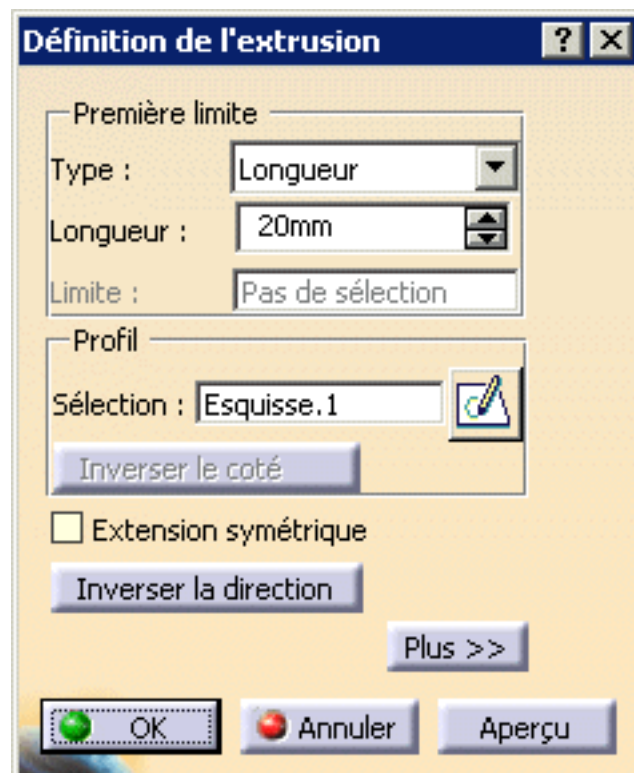 Définition de l'extrusion
Première limite
Type : Longueur
Longueur : 20mm
Limite : Pas de sélection
Profil
Sélection : Esquisse.1
Inverser le coté
Extension symétrique
Inverser la direction
Plus >>
OK Annuler Aperçu